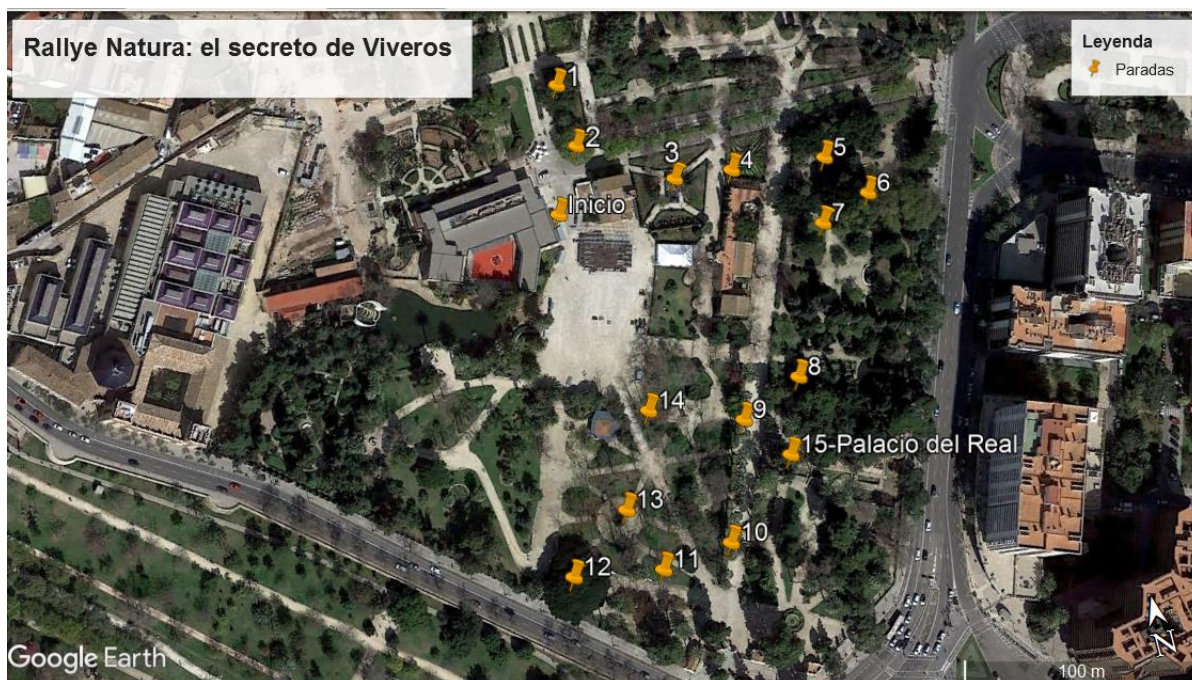 Rallye Natura: el secreto de Viveros
Leyenda
Paradas
1
2
3
4
5
6
Inicio
7
8
14
9
15-Palacio del Real
13
10
11
12
N
Google Earth
100 m